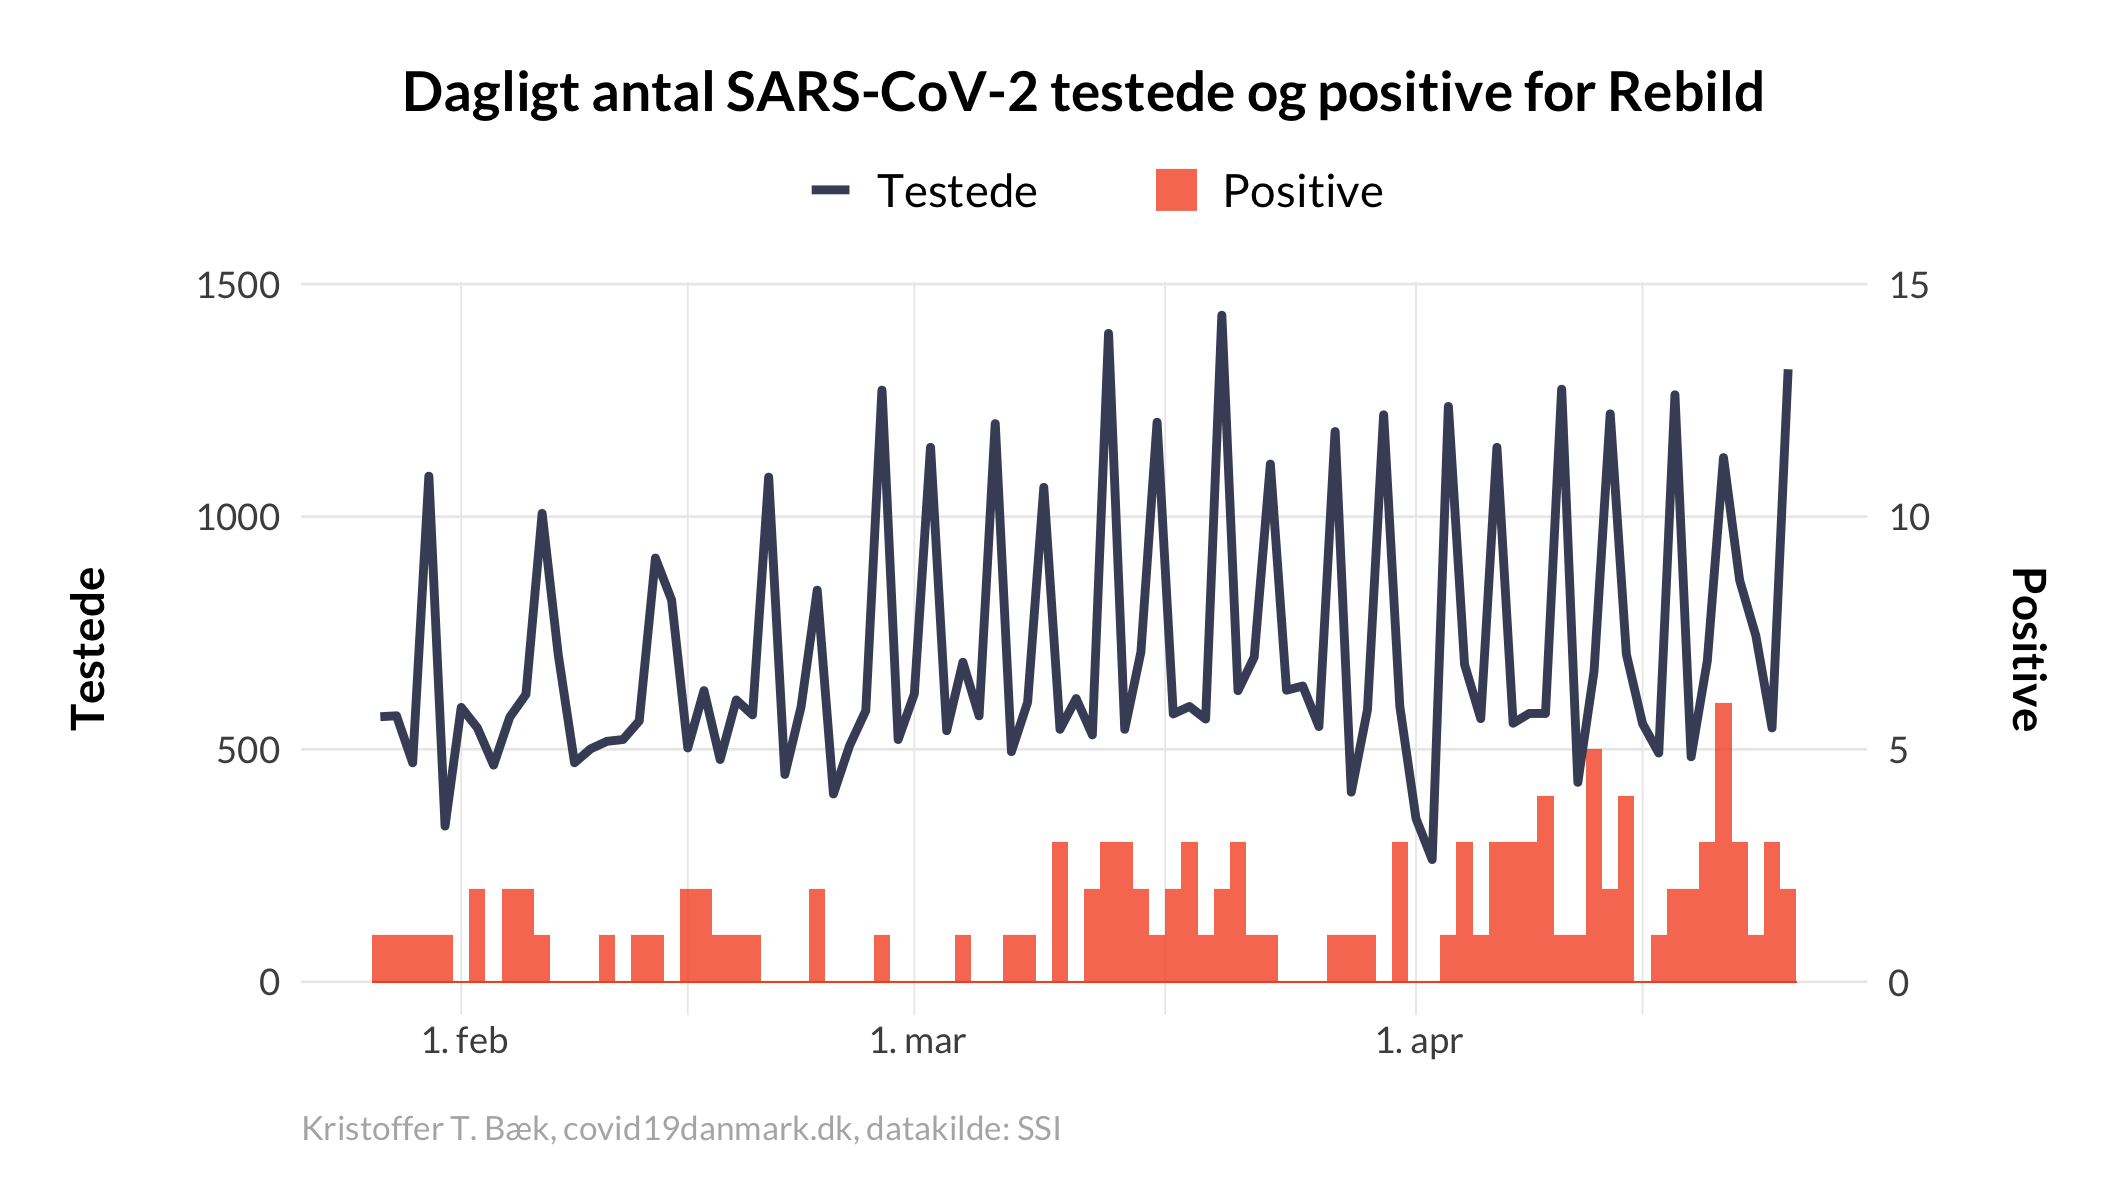 Dagligt antal SARS-CoV-2 testede og positive for Rebild
Testede
Positive
1500
1000
500
0
15
10
5
0
Testede
Positive
1. feb
1. mar
1. apr
Kristoffer T. Bæk, covid19danmark.dk, datakilde: SSI